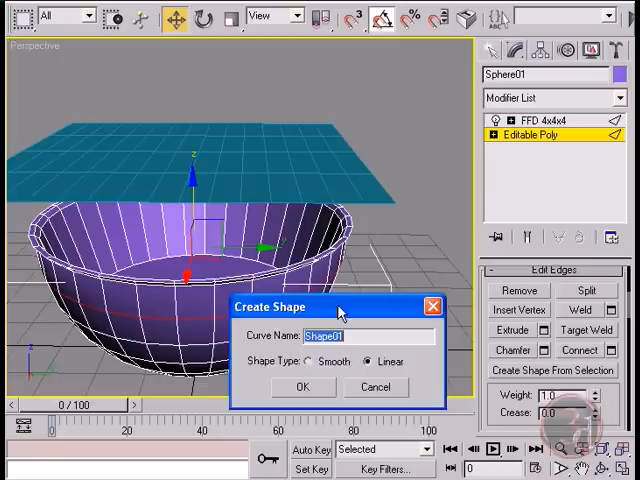 All
View
3
%
ABC
Perspective
z
y
z
Sphere01
Modifier List
FFD 4x4x4
Editable Poly
Edit Edges
Remove
Split
Insert Vertex
Weld
Extrude
Target Weld
Chamfer
Connect
Create Shape From Selection
Weight: 1.0
Crease: 0.0
Create Shape
Curve Name: Shape01
Shape Type: Smooth Linear
OK
Cancel
0 / 100
0 20 40 60 80 100
Auto Key
Selected
Set Key
Key Filters...
0